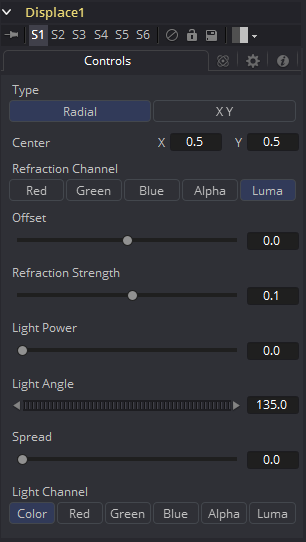 Displace1
S1 S2 S3 S4 S5 S6
Controls
Type
Radial X Y
Center X 0.5 Y 0.5
Refraction Channel
Red Green Blue Alpha Luma
Offset
0.0
Refraction Strength
0.1
Light Power
0.0
Light Angle
135.0
Spread
0.0
Light Channel
Color Red Green Blue Alpha Luma